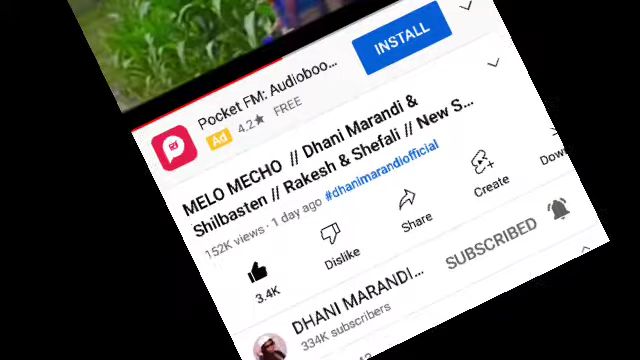 INSTALL
Pocket FM: Audioboo...
Ad 4.2★ FREE
MELO MECHO // Dhani Marandi &
Shilbasten // Rakesh & Shefali // New S...
152K views · 1 day ago #dhanimarandiofficial
3.4K Dislike Share Create Dow
DHANI MARANDI... SUBSCRIBED
334K subscribers